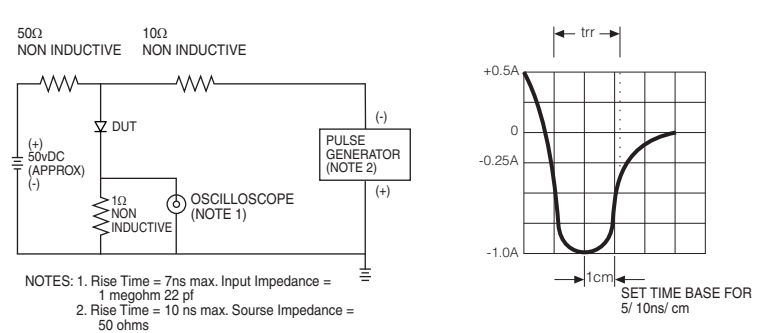 50Ω
NON INDUCTIVE
10Ω
NON INDUCTIVE
DUT
(+)
50vDC
(APPROX)
(-)
1Ω
NON
INDUCTIVE
OSCILLOSCOPE
(NOTE 1)
(-)
PULSE
GENERATOR
(NOTE 2)
(+)
NOTES: 1. Rise Time = 7ns max. Input Impedance =
1 megohm 22 pf
2. Rise Time = 10 ns max. Sourse Impedance =
50 ohms
trr
+0.5A
0
-0.25A
-1.0A
1cm
SET TIME BASE FOR
5/ 10ns/ cm